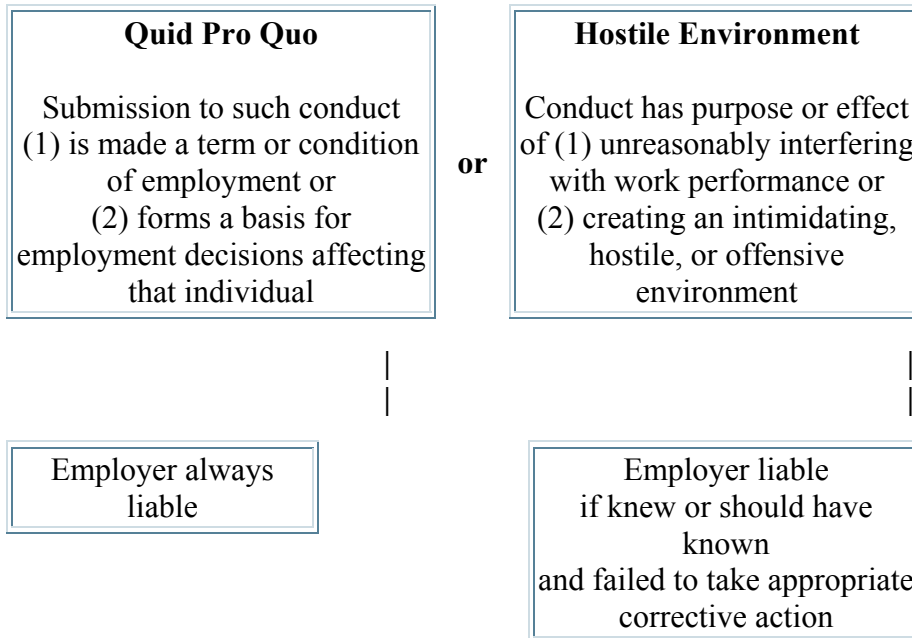 Quid Pro Quo
Submission to such conduct
(1) is made a term or condition
of employment or
(2) forms a basis for
employment decisions affecting
that individual
or
Hostile Environment
Conduct has purpose or effect
of (1) unreasonably interfering
with work performance or
(2) creating an intimidating,
hostile, or offensive
environment
|
|
|
|
Employer always
liable
Employer liable
if knew or should have
known
and failed to take appropriate
corrective action